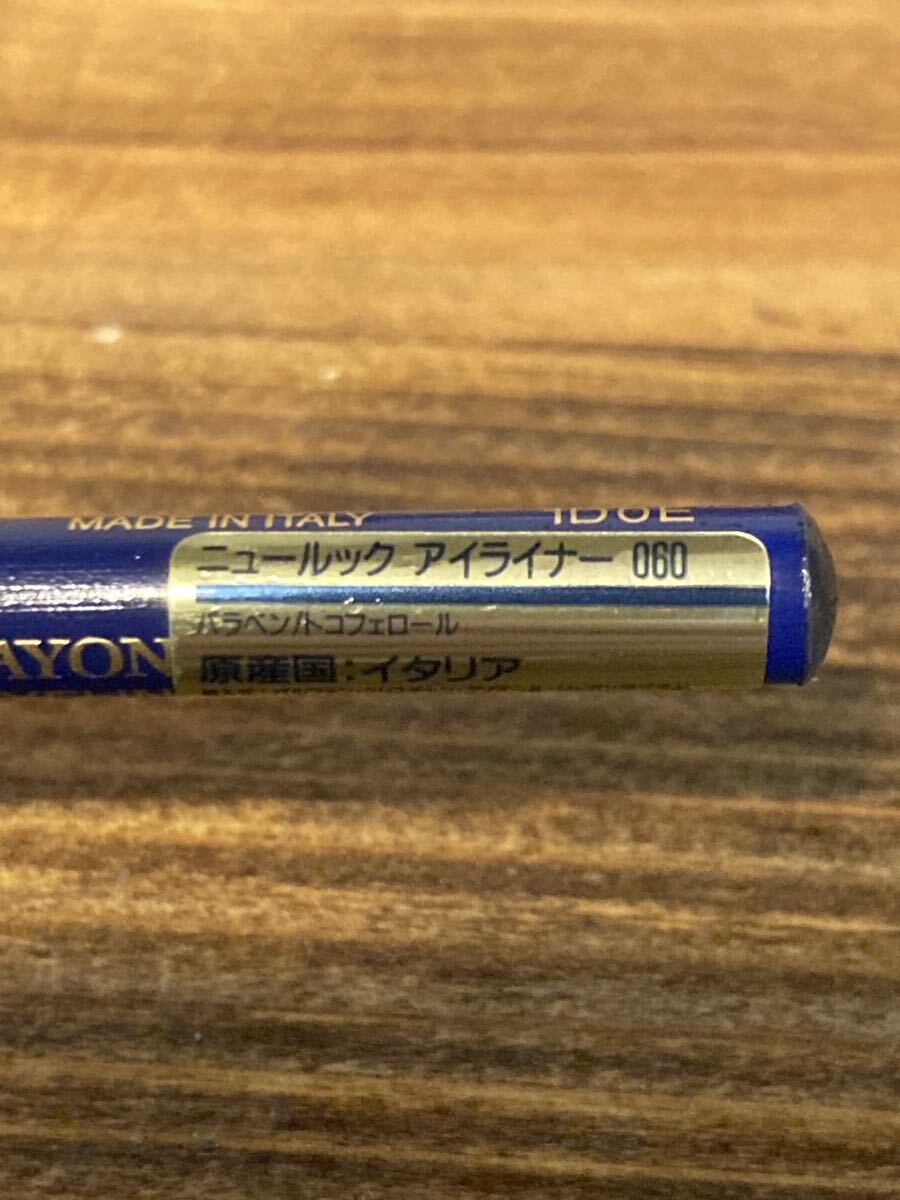 MADE IN ITALY ID6E
ニュールック アイライナー 060
パラベン/トコフェロール
AYON
原産国:イタリア